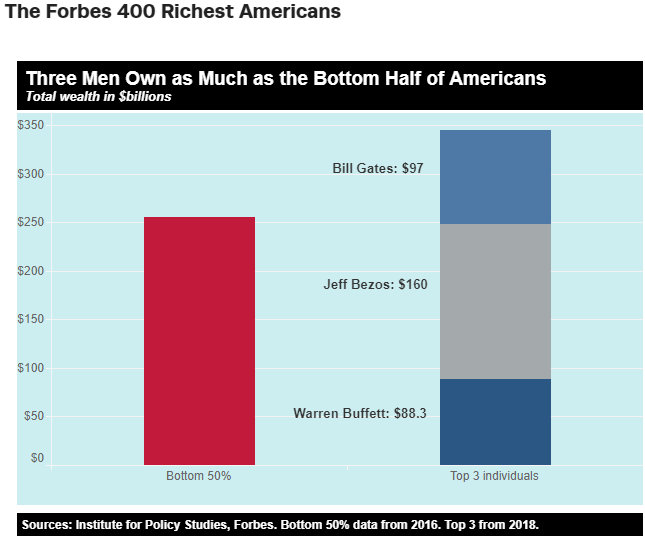 The Forbes 400 Richest Americans
Three Men Own as Much as the Bottom Half of Americans
Total wealth in $billions
$350
$300
$250
$200
$150
$100
$50
$0
Bill Gates: $97
Jeff Bezos: $160
Warren Buffett: $88.3
Bottom 50%
Top 3 individuals
Sources: Institute for Policy Studies, Forbes. Bottom 50% data from 2016. Top 3 from 2018.